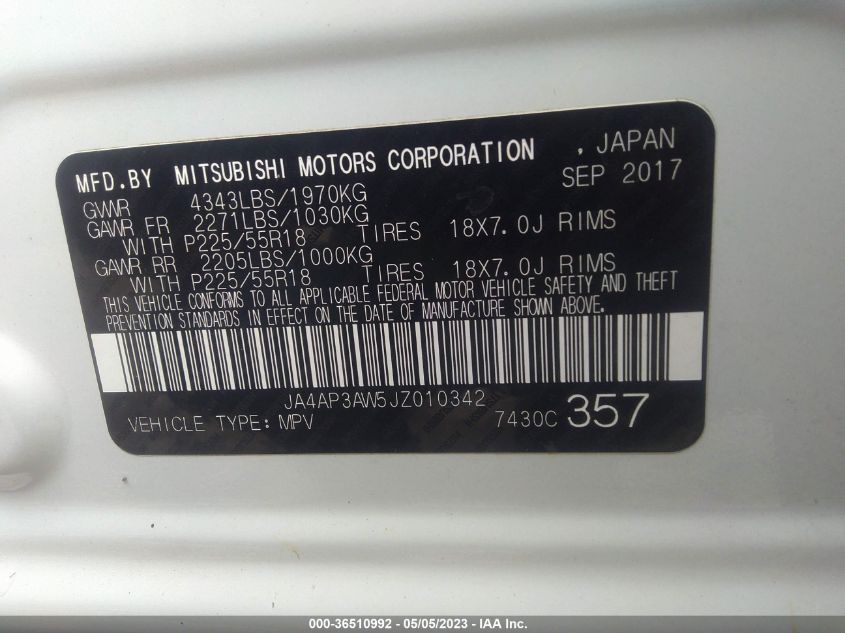 MFD.BY MITSUBISHI MOTORS CORPORATION , JAPAN
SEP 2017
GVWR 4343LBS/1970KG
GAWR FR 2271LBS/1030KG
WITH P225/55R18 TIRES 18X7.0J RIMS
GAWR RR 2205LBS/1000KG
WITH P225/55R18 TIRES 18X7.0J RIMS
THIS VEHICLE CONFORMS TO ALL APPLICABLE FEDERAL MOTOR VEHICLE SAFETY AND THEFT
PREVENTION STANDARDS IN EFFECT ON THE DATE OF MANUFACTURE SHOWN ABOVE.
JA4AP3AW5JZ010342
VEHICLE TYPE: MPV 7430C 357
000-36510992 - 05/05/2023 - IAA Inc.